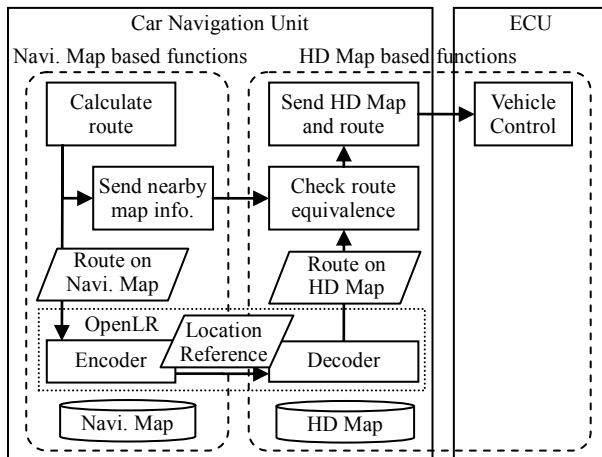 Car Navigation Unit
ECU
Navi. Map based functions
HD Map based functions
Calculate
route
Send HD Map
and route
Vehicle
Control
Send nearby
map info.
Check route
equivalence
Route on
Navi. Map
Route on
HD Map
OpenLR
Location
Reference
Encoder
Decoder
Navi. Map
HD Map